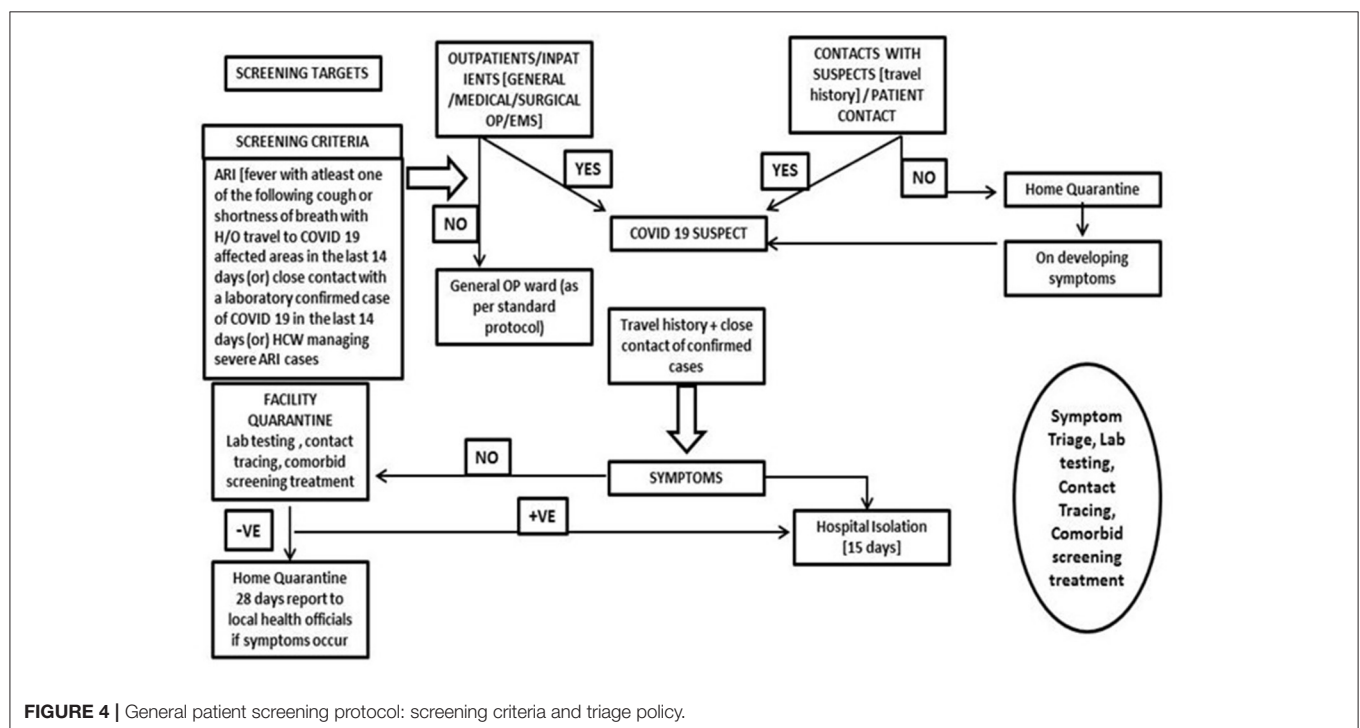 SCREENING TARGETS
OUTPATIENTS/INPAT
IENTS [GENERAL
/MEDICAL/SURGICAL
OP/EMS]
CONTACTS WITH
SUSPECTS [travel
history] / PATIENT
CONTACT
SCREENING CRITERIA
ARI [fever with atleast one
of the following cough or
shortness of breath with
H/O travel to COVID 19
affected areas in the last 14
days (or) close contact with
a laboratory confirmed case
of COVID 19 in the last 14
days (or) HCW managing
severe ARI cases
YES
NO
YES
NO
COVID 19 SUSPECT
Home Quarantine
On developing
symptoms
General OP ward (as
per standard
protocol)
Travel history + close
contact of confirmed
cases
FACILITY
QUARANTINE
Lab testing , contact
tracing, comorbid
screening treatment
NO
SYMPTOMS
-VE
+VE
Hospital Isolation
[15 days]
Home Quarantine
28 days report to
local health officials
if symptoms occur
Symptom
Triage, Lab
testing,
Contact
Tracing,
Comorbid
screening
treatment
FIGURE 4 | General patient screening protocol: screening criteria and triage policy.